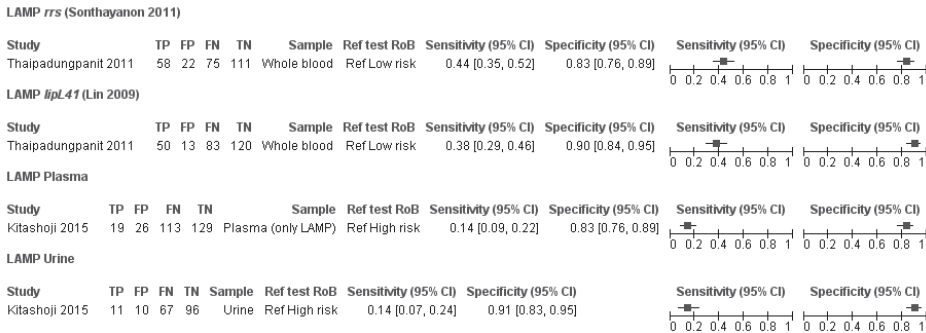 LAMP rrs (Sonthayanon 2011)
Study TP FP FN TN Sample Ref test RoB Sensitivity (95% CI) Specificity (95% CI) Sensitivity (95% CI) Specificity (95% CI)
Thaipadungpanit 2011 58 22 75 111 Whole blood Ref Low risk 0.44 [0.35, 0.52] 0.83 [0.76, 0.89]
0 0.2 0.4 0.6 0.8 1 0 0.2 0.4 0.6 0.8 1
LAMP lipL41 (Lin 2009)
Study TP FP FN TN Sample Ref test RoB Sensitivity (95% CI) Specificity (95% CI) Sensitivity (95% CI) Specificity (95% CI)
Thaipadungpanit 2011 50 13 83 120 Whole blood Ref Low risk 0.38 [0.29, 0.46] 0.90 [0.84, 0.95]
0 0.2 0.4 0.6 0.8 1 0 0.2 0.4 0.6 0.8 1
LAMP Plasma
Study TP FP FN TN Sample Ref test RoB Sensitivity (95% CI) Specificity (95% CI) Sensitivity (95% CI) Specificity (95% CI)
Kitashoji 2015 19 26 113 129 Plasma (only LAMP) Ref High risk 0.14 [0.09, 0.22] 0.83 [0.76, 0.89]
0 0.2 0.4 0.6 0.8 1 0 0.2 0.4 0.6 0.8 1
LAMP Urine
Study TP FP FN TN Sample Ref test RoB Sensitivity (95% CI) Specificity (95% CI) Sensitivity (95% CI) Specificity (95% CI)
Kitashoji 2015 11 10 67 96 Urine Ref High risk 0.14 [0.07, 0.24] 0.91 [0.83, 0.95]
0 0.2 0.4 0.6 0.8 1 0 0.2 0.4 0.6 0.8 1